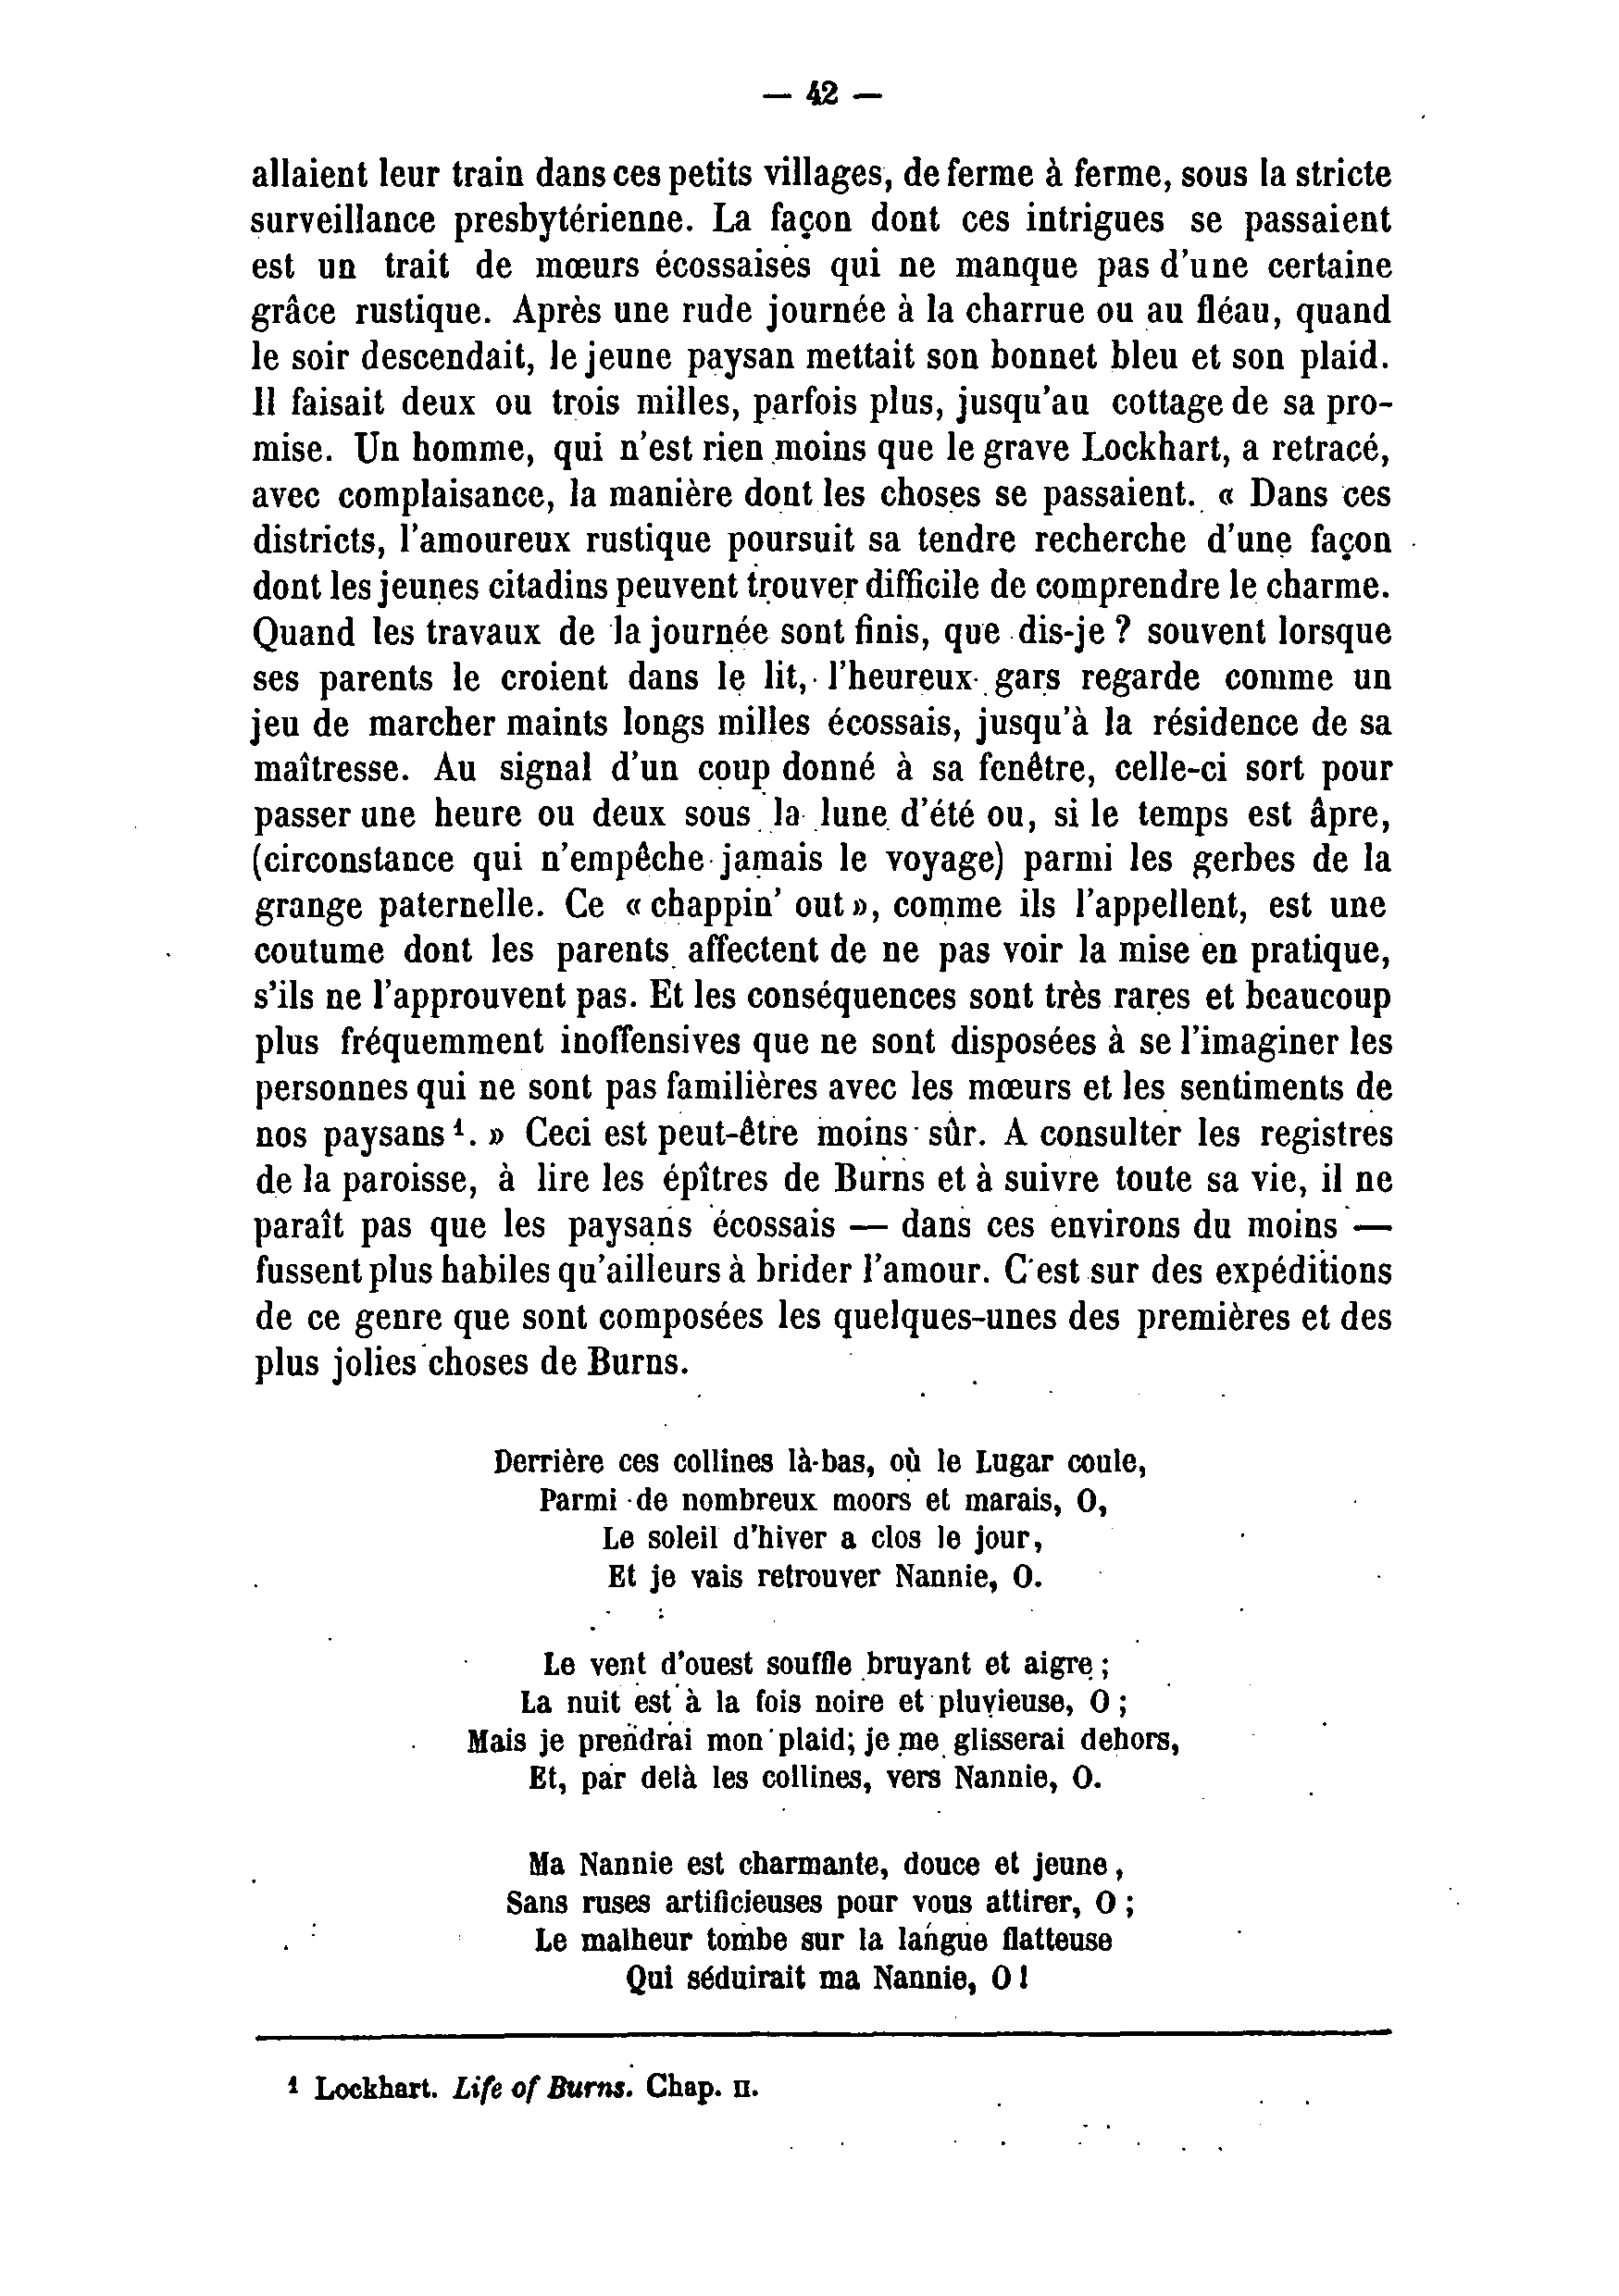 — 42 —
allaient leur train dans ces petits villages, de ferme à ferme, sous la stricte
surveillance presbytérienne. La façon dont ces intrigues se passaient
est un trait de mœurs écossaises qui ne manque pas d'une certaine
grâce rustique. Après une rude journée à la charrue ou au fléau, quand
le soir descendait, le jeune paysan mettait son bonnet bleu et son plaid.
Il faisait deux ou trois milles, parfois plus, jusqu'au cottage de sa pro-
mise. Un homme, qui n'est rien moins que le grave Lockhart, a retracé,
avec complaisance, la manière dont les choses se passaient. « Dans ces
districts, l'amoureux rustique poursuit sa tendre recherche d'une façon
dont les jeunes citadins peuvent trouver difficile de comprendre le charme.
Quand les travaux de la journée sont finis, que dis-je ? souvent lorsque
ses parents le croient dans le lit, l'heureux gars regarde comme un
jeu de marcher maints longs milles écossais, jusqu'à la résidence de sa
maîtresse. Au signal d'un coup donné à sa fenêtre, celle-ci sort pour
passer une heure ou deux sous la lune d'été ou, si le temps est âpre,
(circonstance qui n'empêche jamais le voyage) parmi les gerbes de la
grange paternelle. Ce « chappin' out », comme ils l'appellent, est une
coutume dont les parents affectent de ne pas voir la mise en pratique,
s'ils ne l'approuvent pas. Et les conséquences sont très rares et beaucoup
plus fréquemment inoffensives que ne sont disposées à se l'imaginer les
personnes qui ne sont pas familières avec les mœurs et les sentiments de
nos paysans ¹. » Ceci est peut-être moins sûr. A consulter les registres
de la paroisse, à lire les épîtres de Burns et à suivre toute sa vie, il ne
paraît pas que les paysans écossais — dans ces environs du moins —
fussent plus habiles qu'ailleurs à brider l'amour. C'est sur des expéditions
de ce genre que sont composées les quelques-unes des premières et des
plus jolies choses de Burns.
Derrière ces collines là-bas, où le Lugar coule,
Parmi de nombreux moors et marais, O,
Le soleil d'hiver a clos le jour,
Et je vais retrouver Nannie, O.
Le vent d'ouest souffle bruyant et aigre ;
La nuit est à la fois noire et pluvieuse, O ;
Mais je prendrai mon plaid; je me glisserai dehors,
Et, par delà les collines, vers Nannie, O.
Ma Nannie est charmante, douce et jeune,
Sans ruses artificieuses pour vous attirer, O ;
Le malheur tombe sur la langue flatteuse
Qui séduirait ma Nannie, O !
¹ Lockhart. Life of Burns. Chap. II.